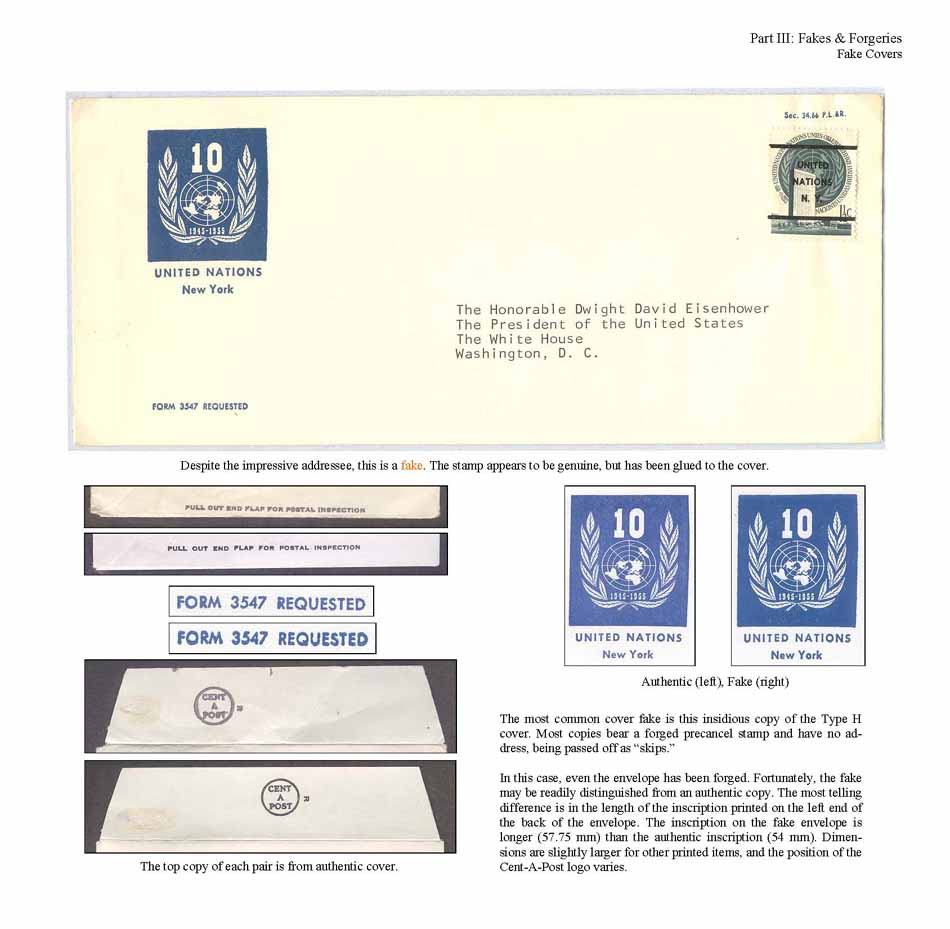 Part III: Fakes & Forgeries
Fake Covers
Sec. 34.66 P.L.&R.
10
1945-1955
UNITED NATIONS
New York
UNITED
NATIONS
N. Y.
1½c
The Honorable Dwight David Eisenhower
The President of the United States
The White House
Washington, D. C.
FORM 3547 REQUESTED
Despite the impressive addressee, this is a fake. The stamp appears to be genuine, but has been glued to the cover.
PULL OUT END FLAP FOR POSTAL INSPECTION
PULL OUT END FLAP FOR POSTAL INSPECTION
FORM 3547 REQUESTED
FORM 3547 REQUESTED
CENT
A
POST
R
CENT
A
POST
R
The top copy of each pair is from authentic cover.
10
1945-1955
UNITED NATIONS
New York
10
1945-1955
UNITED NATIONS
New York
Authentic (left), Fake (right)
The most common cover fake is this insidious copy of the Type H
cover. Most copies bear a forged precancel stamp and have no ad-
dress, being passed off as “skips.”
In this case, even the envelope has been forged. Fortunately, the fake
may be readily distinguished from an authentic copy. The most telling
difference is in the length of the inscription printed on the left end of
the back of the envelope. The inscription on the fake envelope is
longer (57.75 mm) than the authentic inscription (54 mm). Dimen-
sions are slightly larger for other printed items, and the position of the
Cent-A-Post logo varies.